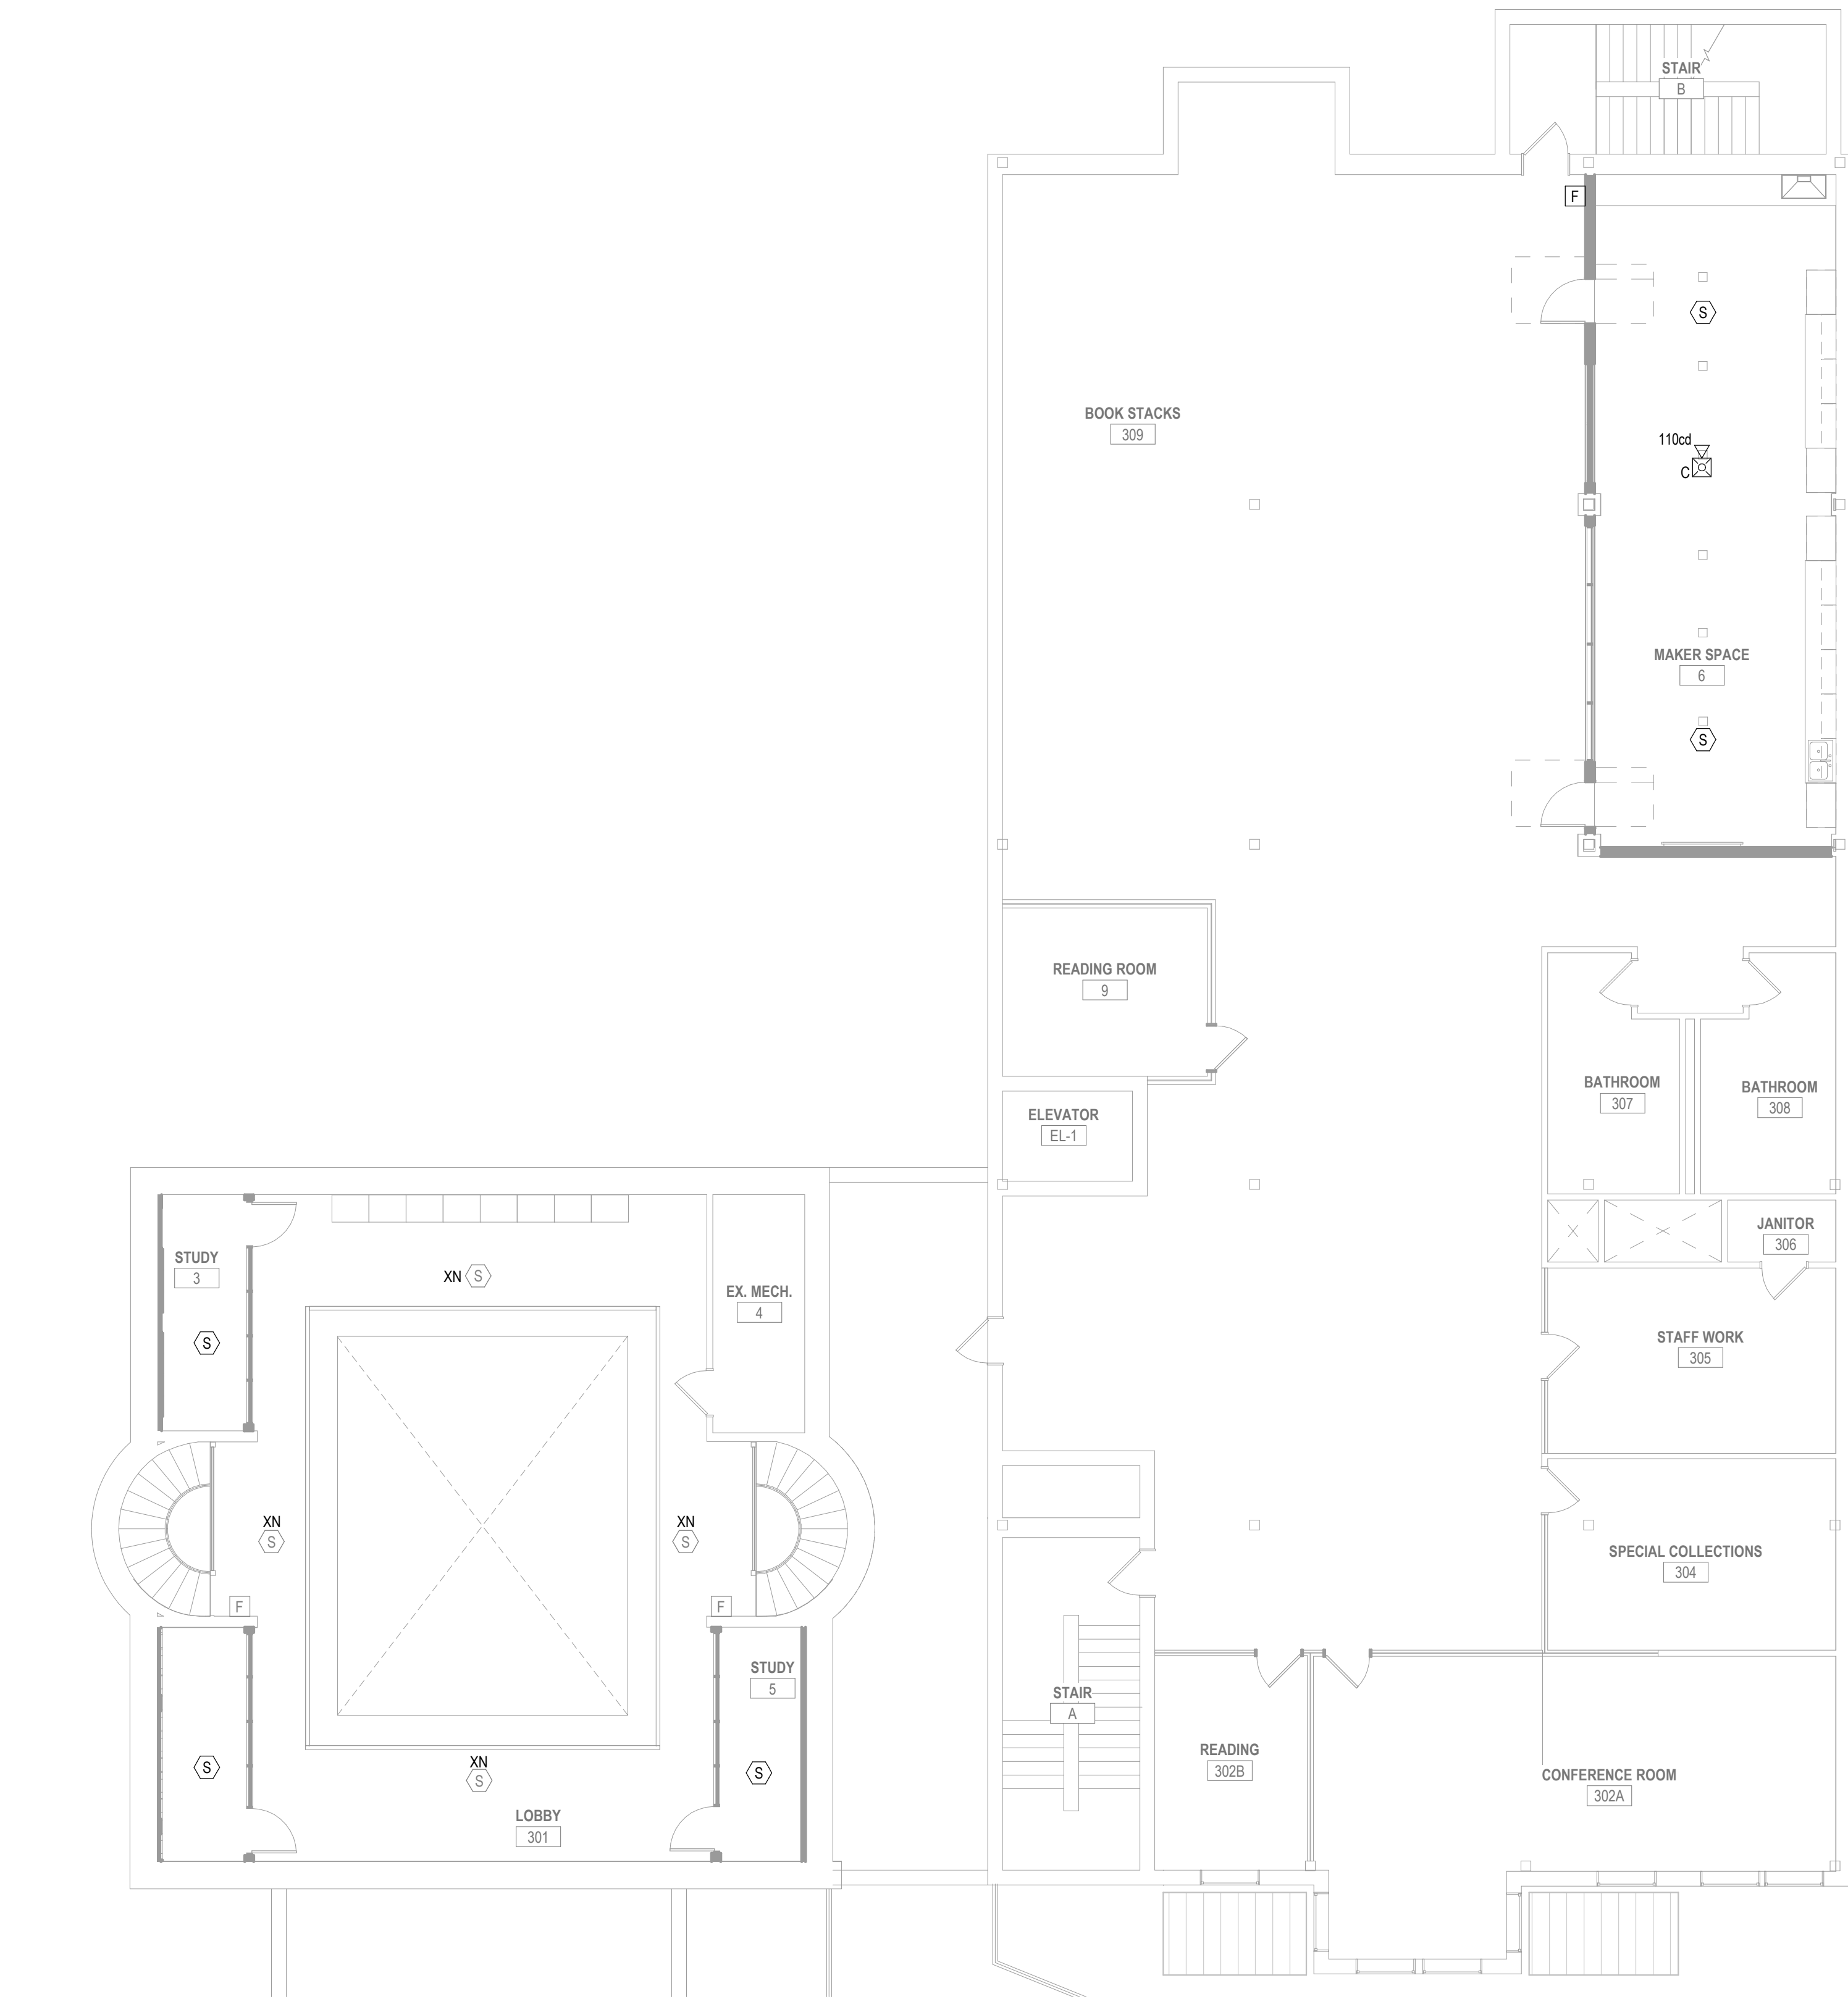 STAIR
B
F
S
BOOK STACKS
309
110cd
C
MAKER SPACE
6
S
READING ROOM
9
BATHROOM
307
BATHROOM
308
ELEVATOR
EL-1
JANITOR
306
STUDY
3
XN S
EX. MECH.
4
S
STAFF WORK
305
XN
S
XN
S
SPECIAL COLLECTIONS
304
F
F
STUDY
5
STAIR
A
READING
302B
S
XN
S
S
CONFERENCE ROOM
302A
LOBBY
301